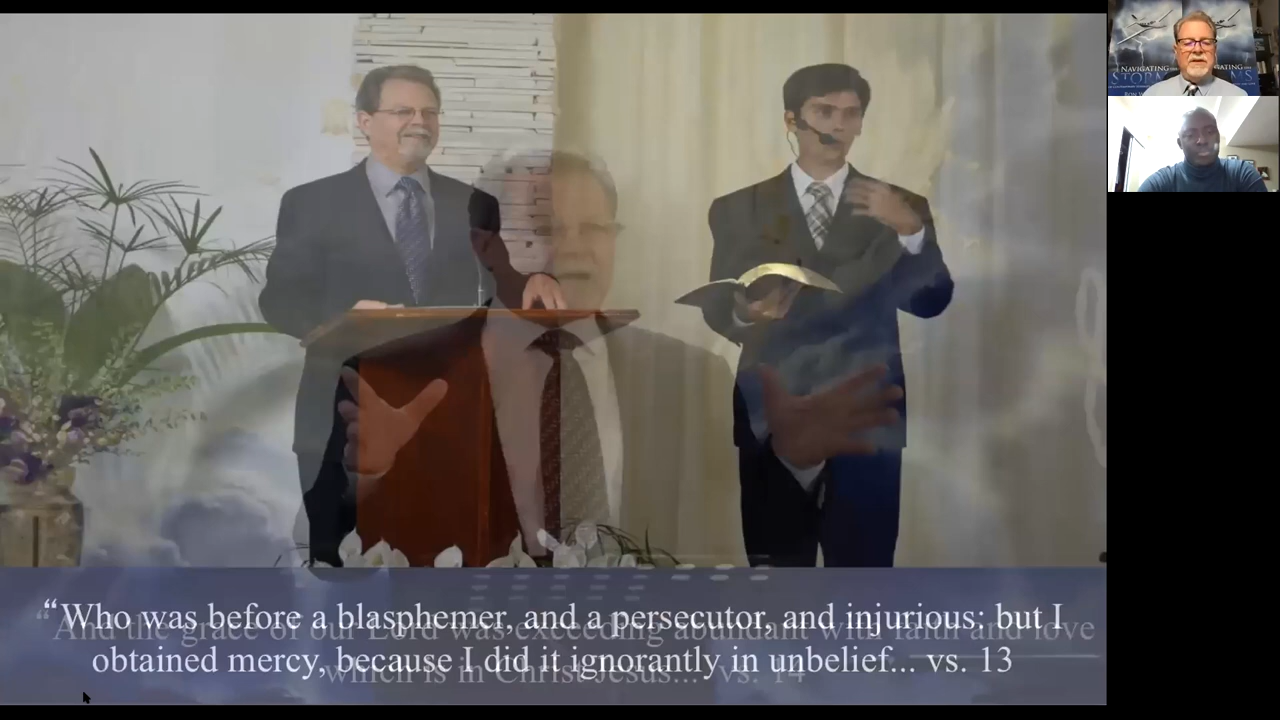 NAVIGATING
STORM
“Who was before a blasphemer, and a persecutor, and injurious: but I
“And the grace of our Lord was exceeding abundant with faith and love
obtained mercy, because I did it ignorantly in unbelief... vs. 13
which is in Christ Jesus... vs. 14